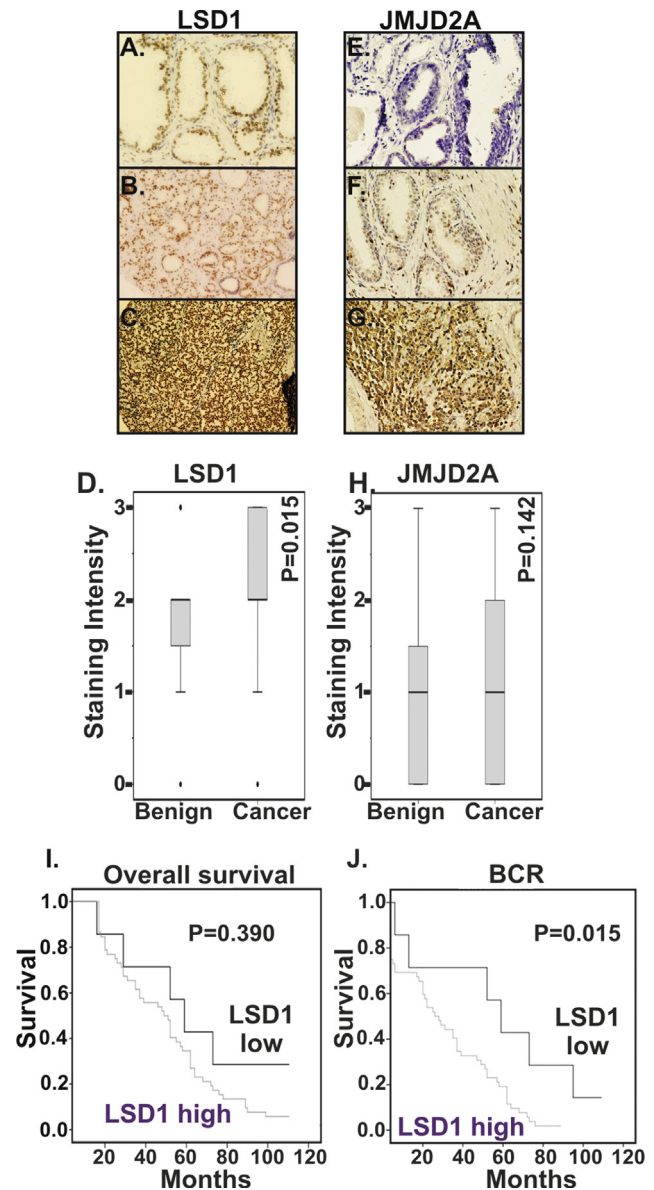 LSD1
JMJD2A
A.
E.
B.
F.
C.
G.
D.
LSD1
H.
JMJD2A
Staining Intensity
3
2
1
0
P=0.015
Benign
Cancer
Staining Intensity
3
2
1
0
P=0.142
Benign
Cancer
I.
Overall survival
Survival
1.0
0.8
0.6
0.4
0.2
0.0
P=0.390
LSD1
low
LSD1 high
20 40 60 80 100 120
Months
J.
BCR
Survival
1.0
0.8
0.6
0.4
0.2
0.0
P=0.015
LSD1
low
LSD1 high
20 40 60 80 100 120
Months